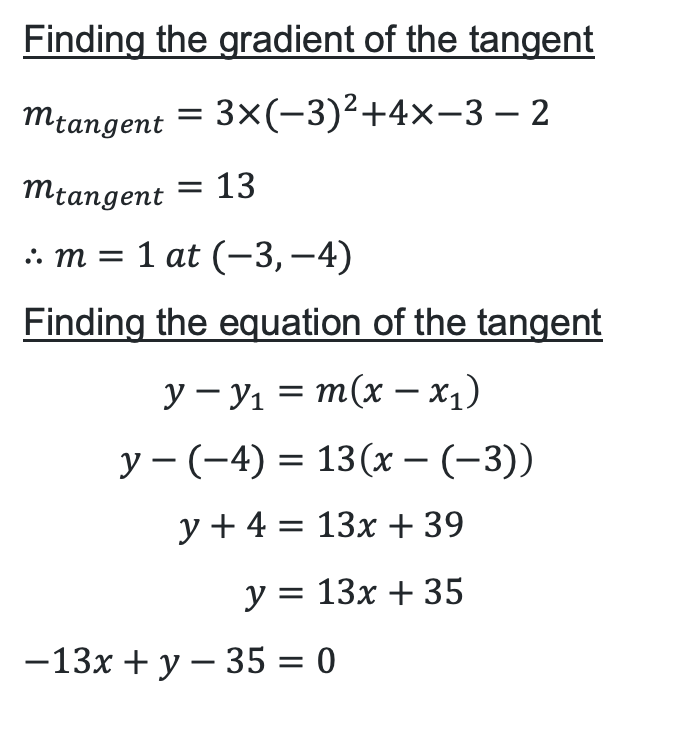 Finding the gradient of the tangent
m_tangent = 3×(−3)²+4×−3 − 2
m_tangent = 13
∴ m = 1 at (−3, −4)
Finding the equation of the tangent
y − y₁ = m(x − x₁)
y − (−4) = 13(x − (−3))
y + 4 = 13x + 39
y = 13x + 35
−13x + y − 35 = 0